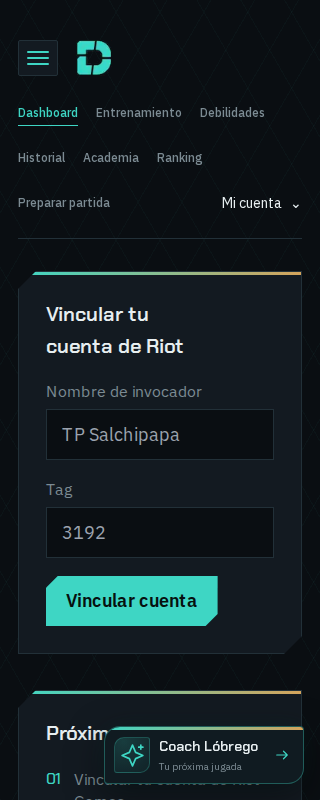 Dashboard Entrenamiento Debilidades
Historial Academia Ranking
Preparar partida Mi cuenta
Vincular tu
cuenta de Riot
Nombre de invocador
TP Salchipapa
Tag
3192
Vincular cuenta
Coach Lóbrego
Tu próxima jugada
01